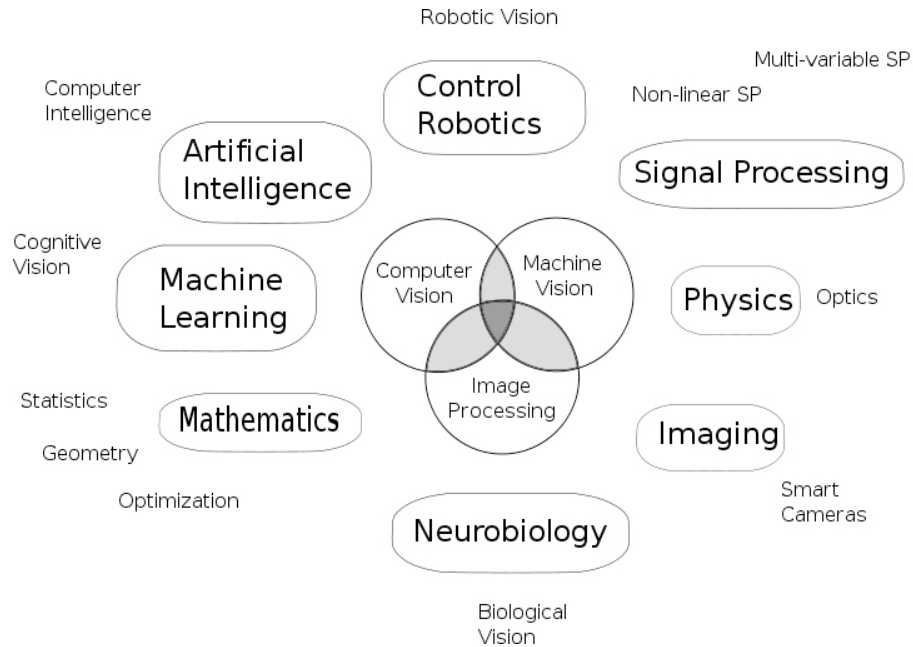 Robotic Vision
Multi-variable SP
Computer
Intelligence
Control
Robotics
Non-linear SP
Artificial
Intelligence
Signal Processing
Cognitive
Vision
Machine
Learning
Computer
Vision
Machine
Vision
Physics
Optics
Image
Processing
Statistics
Mathematics
Geometry
Imaging
Optimization
Smart
Cameras
Neurobiology
Biological
Vision